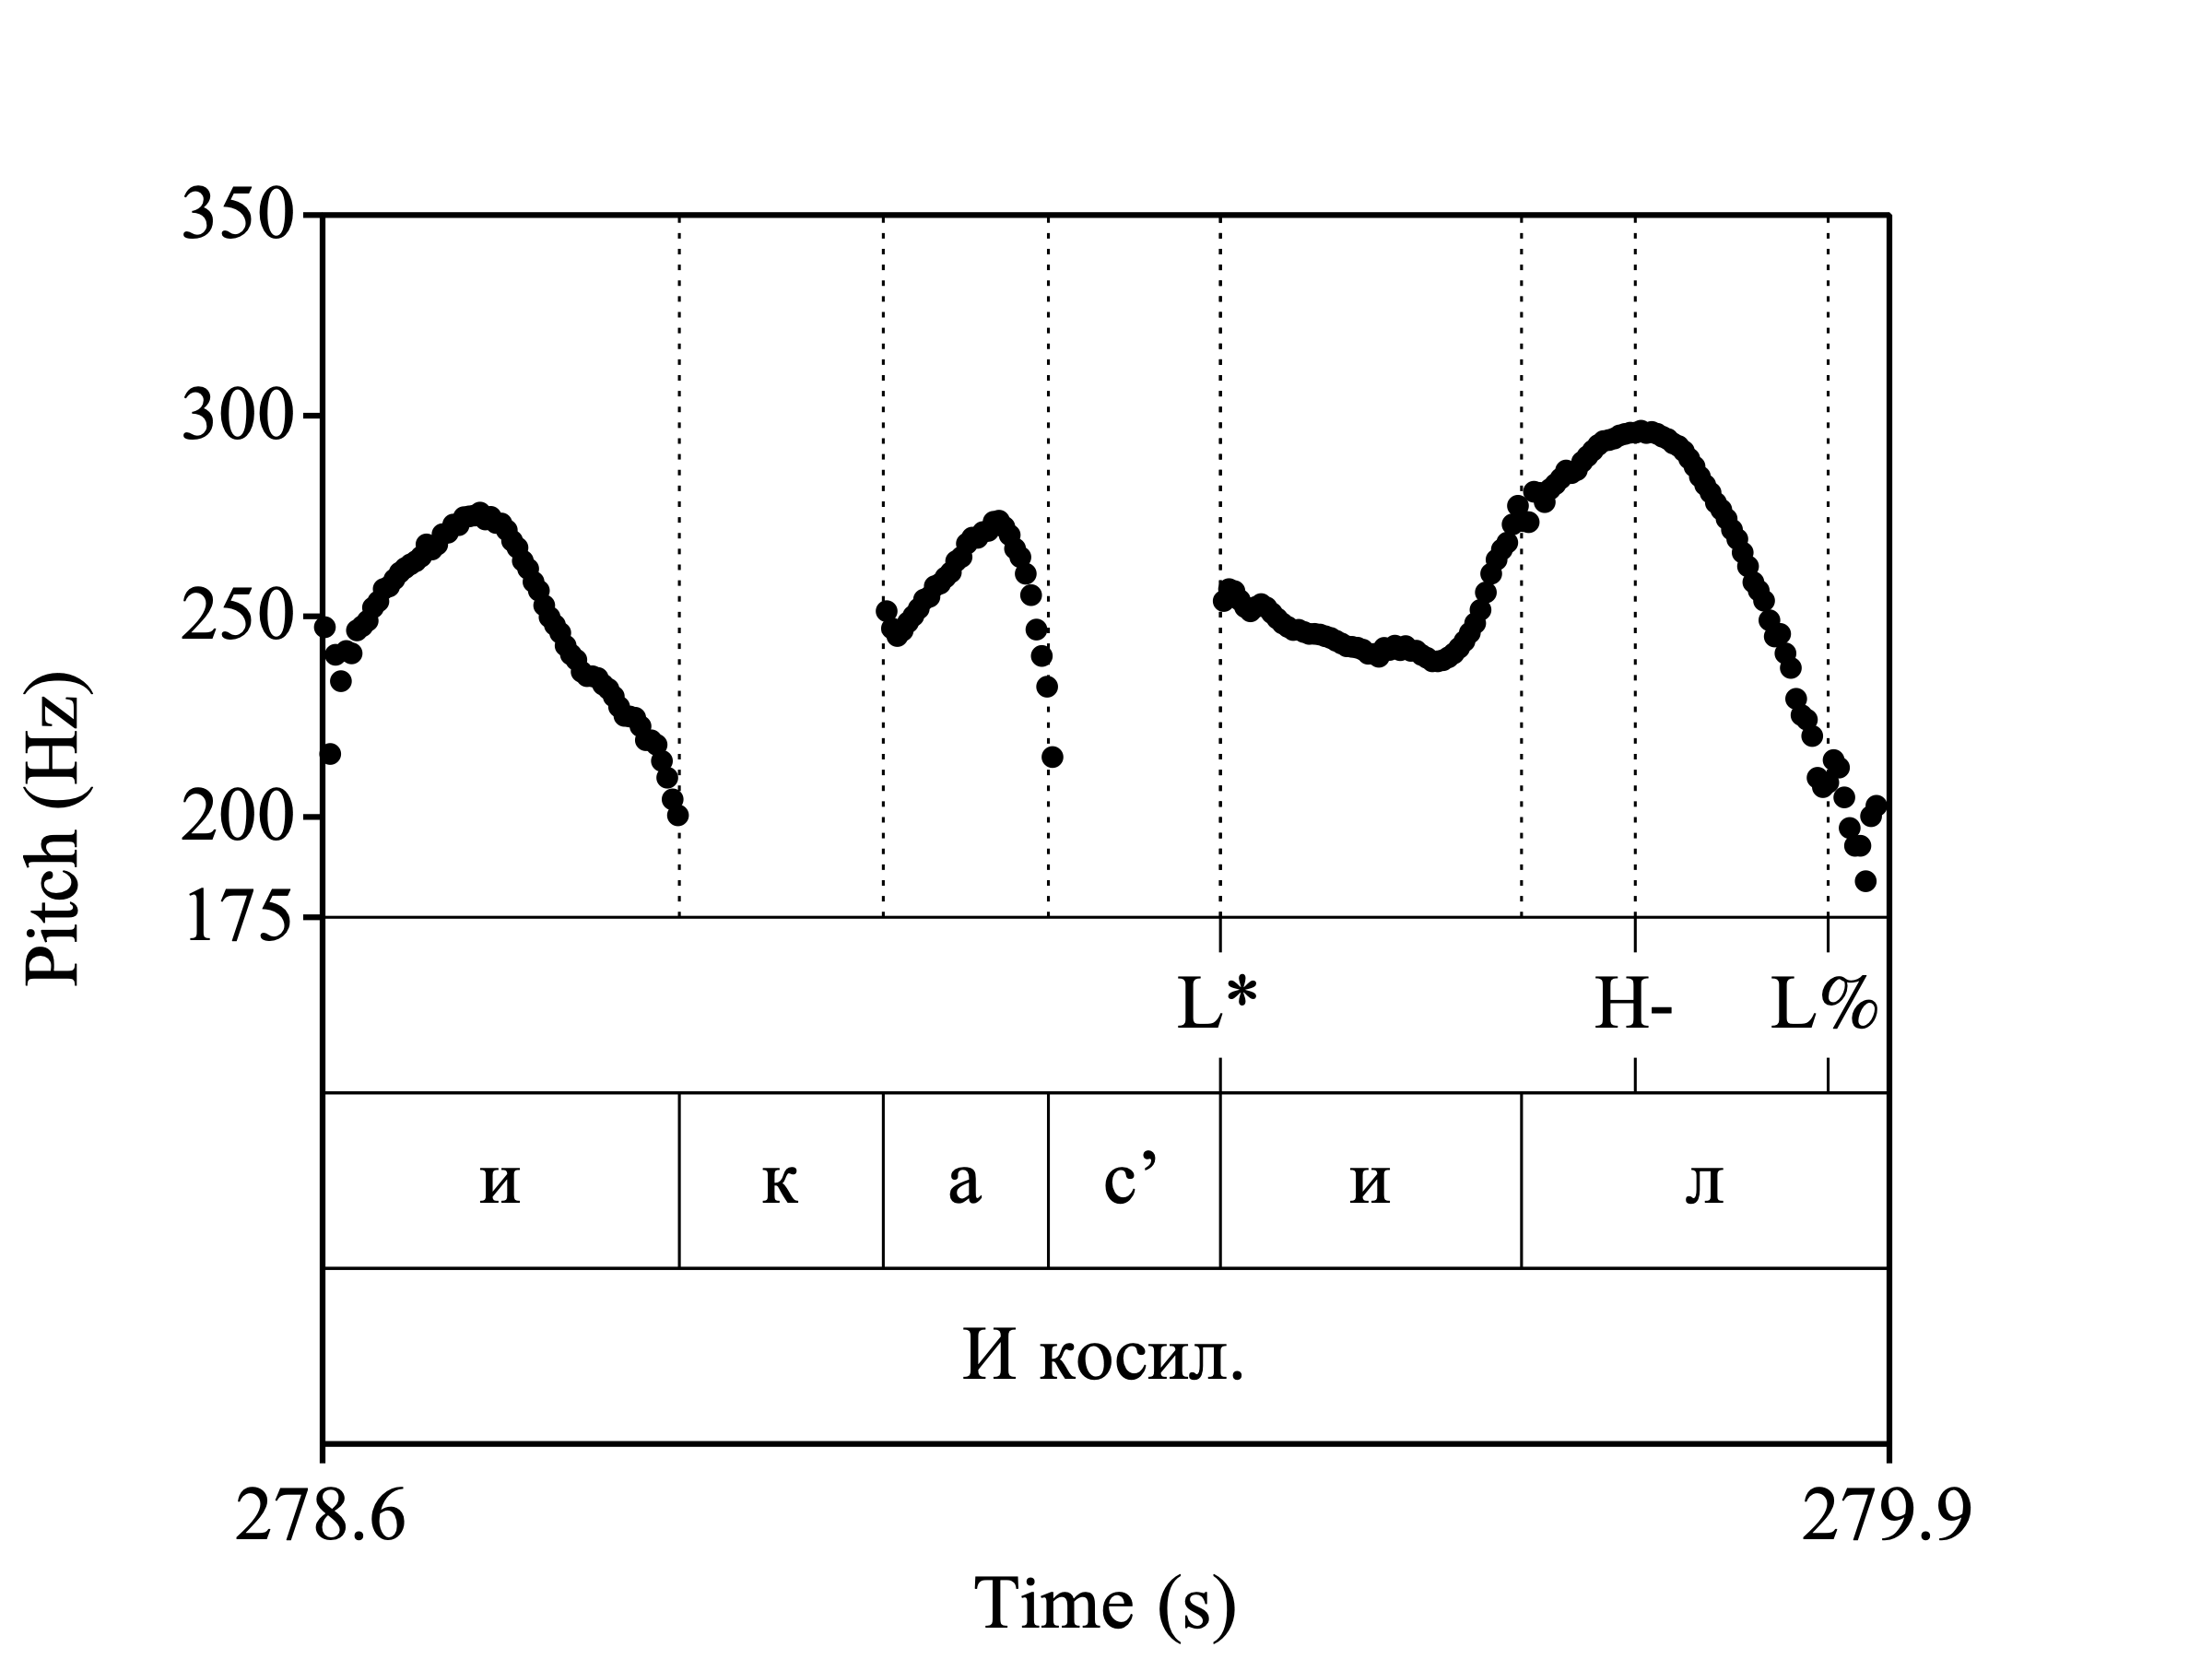 350
300
250
200
175
Pitch (Hz)
L* H- L%
и к а с’ и л
И косил.
278.6 279.9
Time (s)